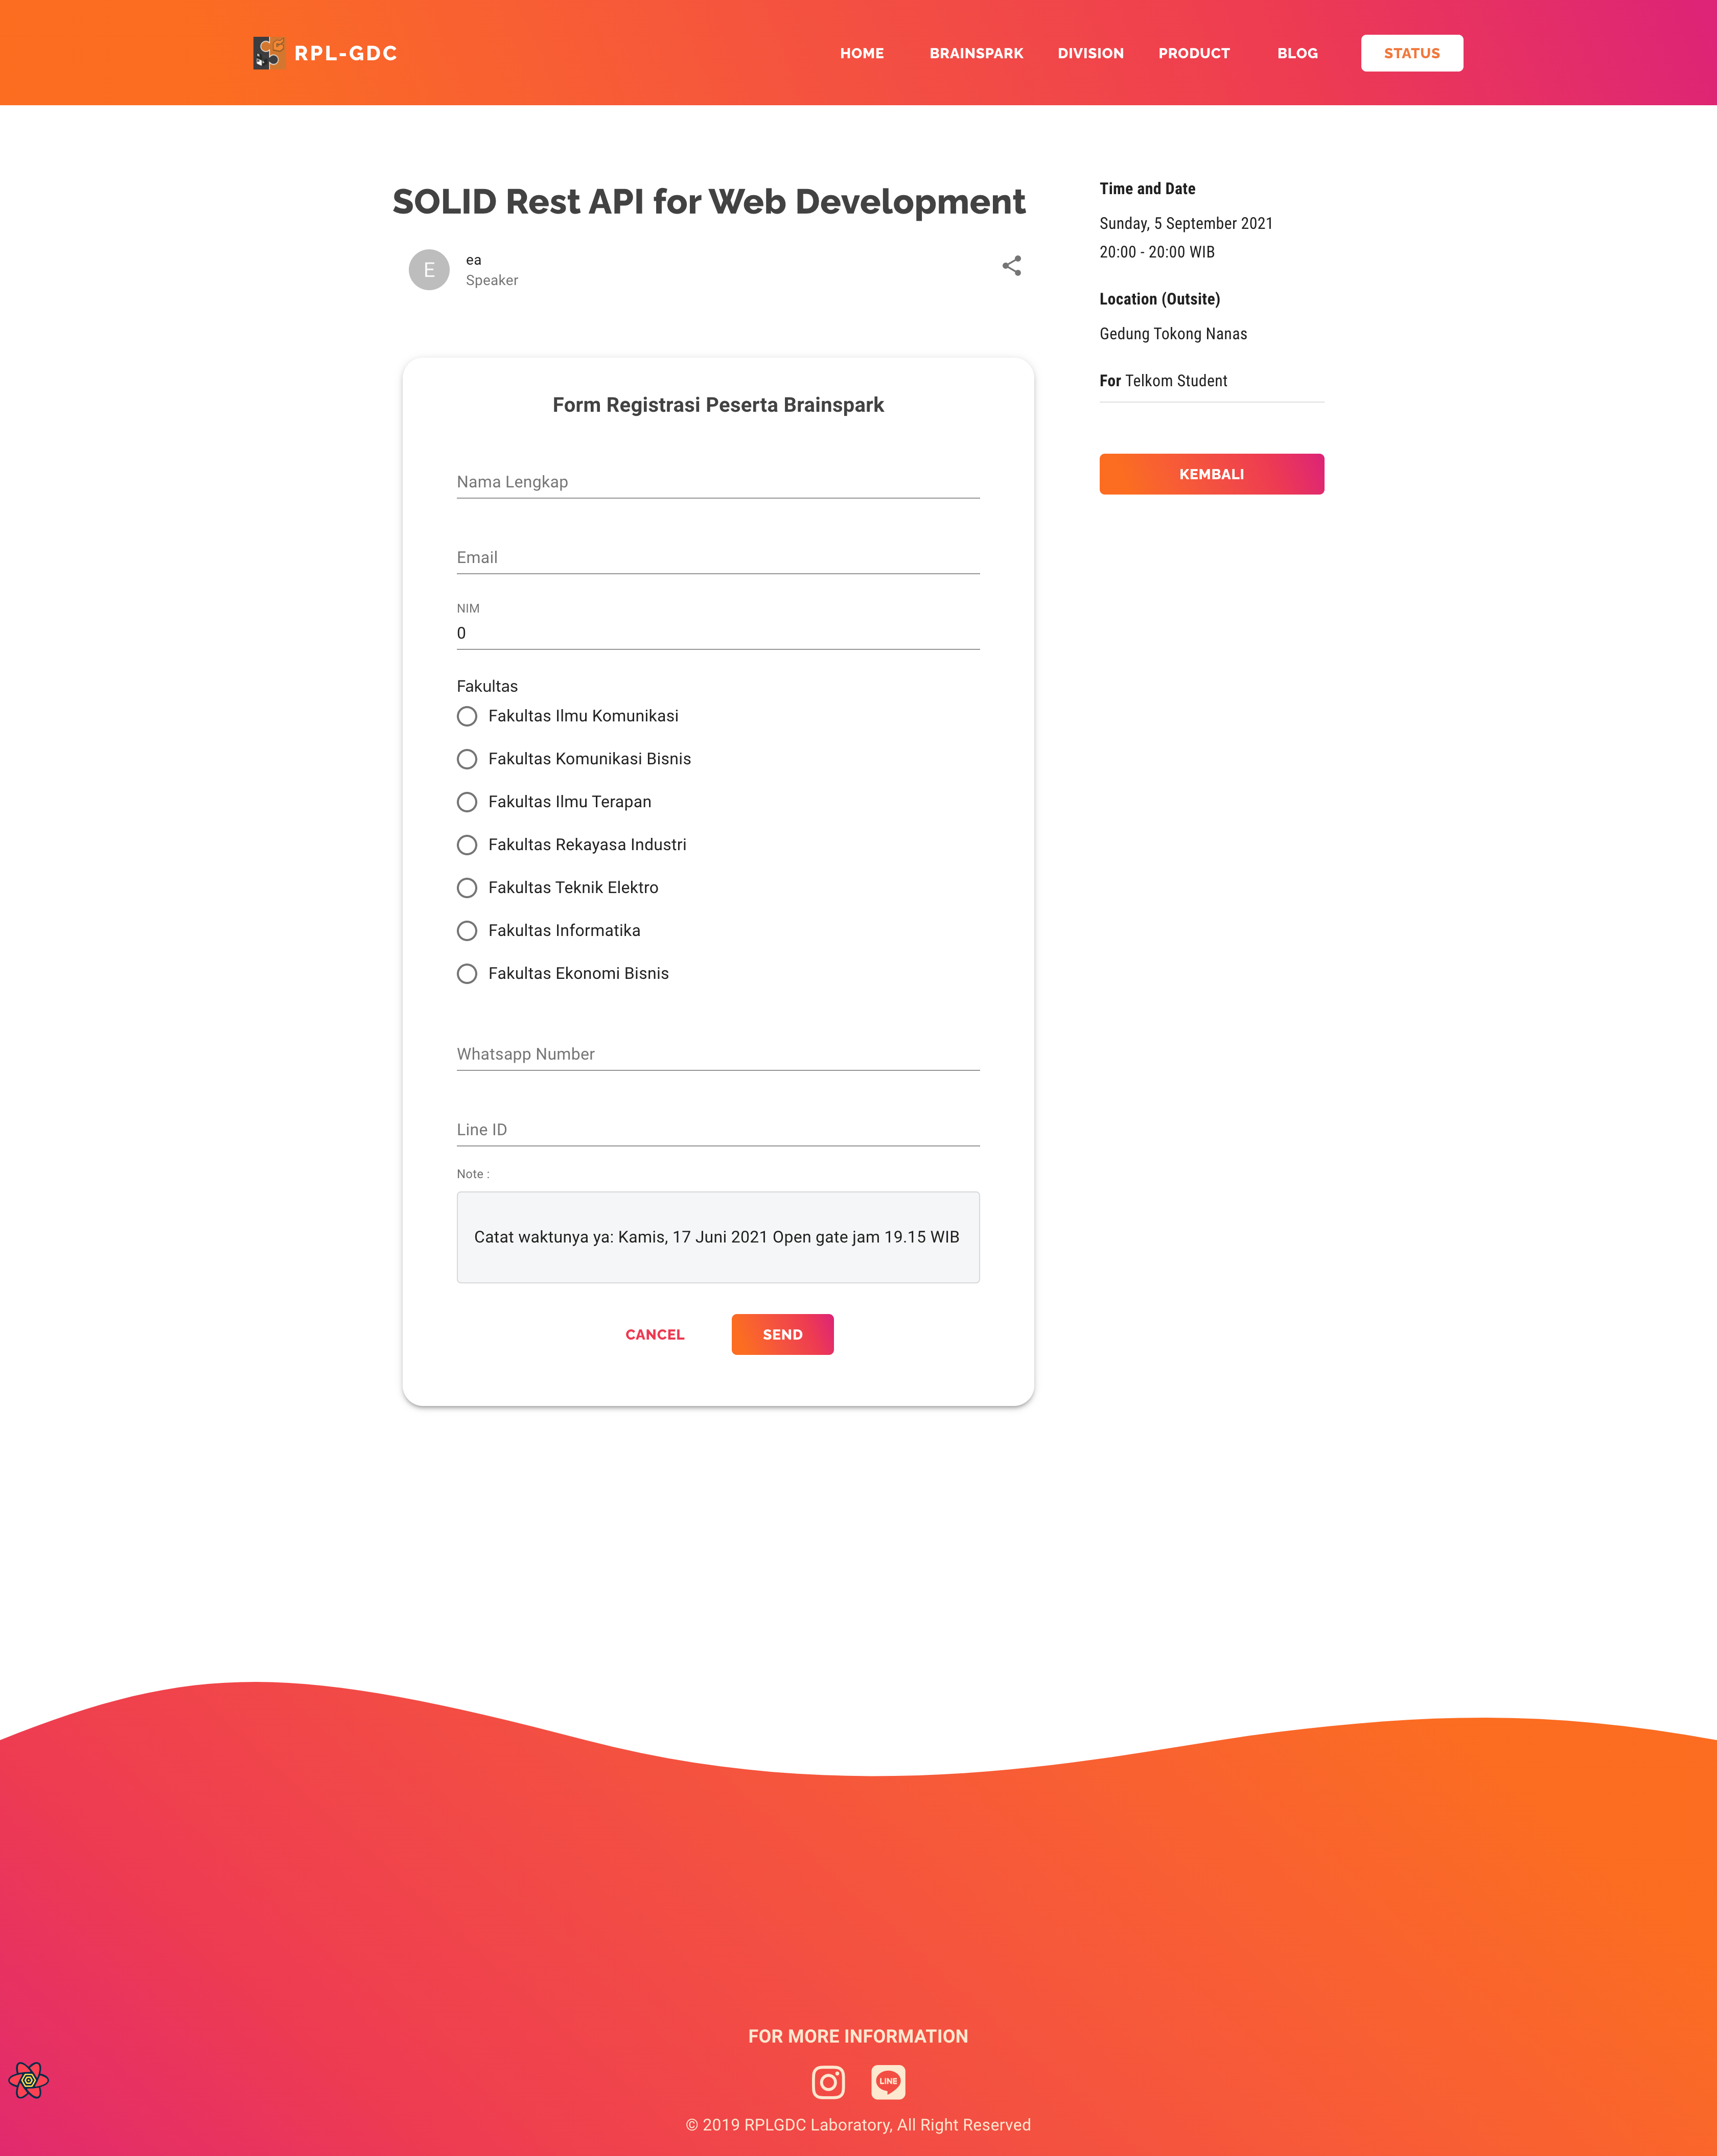 RPL-GDC
HOME BRAINSPARK DIVISION PRODUCT BLOG STATUS
SOLID Rest API for Web Development
E
ea
Speaker
Time and Date
Sunday, 5 September 2021
20:00 - 20:00 WIB
Location (Outsite)
Gedung Tokong Nanas
For Telkom Student
KEMBALI
Form Registrasi Peserta Brainspark
Nama Lengkap
Email
NIM
0
Fakultas
Fakultas Ilmu Komunikasi
Fakultas Komunikasi Bisnis
Fakultas Ilmu Terapan
Fakultas Rekayasa Industri
Fakultas Teknik Elektro
Fakultas Informatika
Fakultas Ekonomi Bisnis
Whatsapp Number
Line ID
Note :
Catat waktunya ya: Kamis, 17 Juni 2021 Open gate jam 19.15 WIB
CANCEL SEND
FOR MORE INFORMATION
LINE
© 2019 RPLGDC Laboratory, All Right Reserved